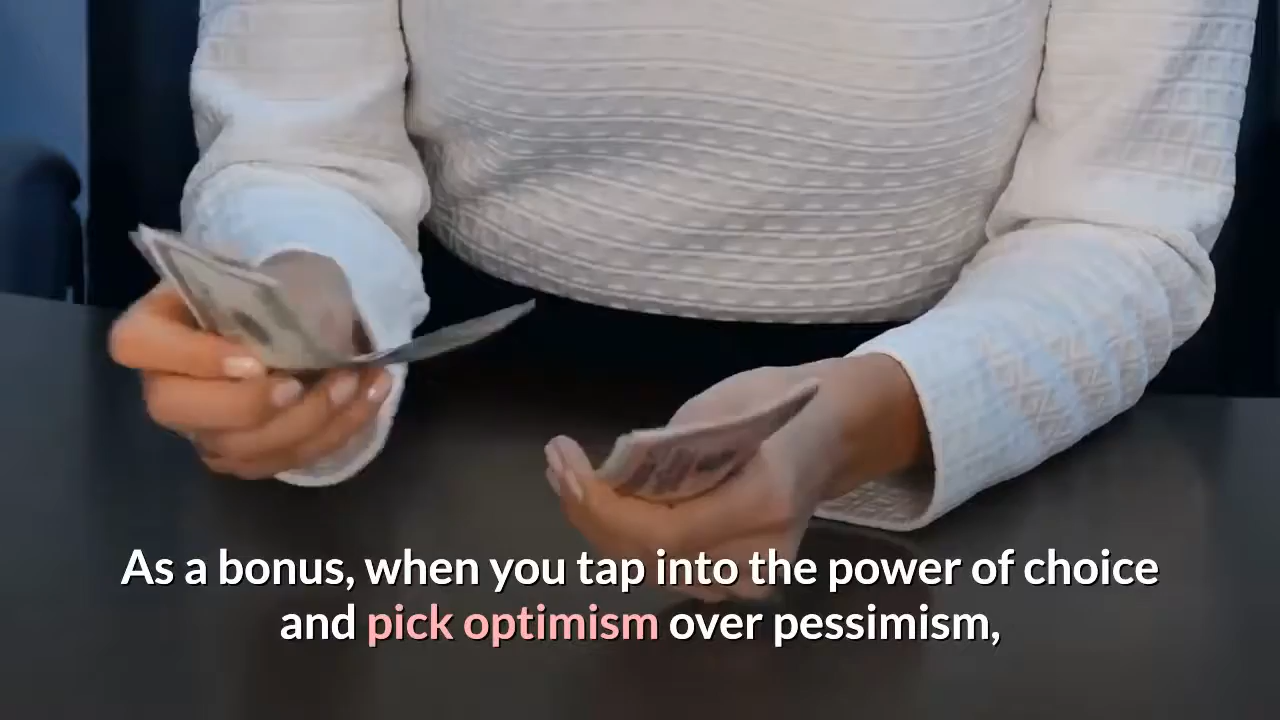 As a bonus, when you tap into the power of choice
and pick optimism over pessimism,